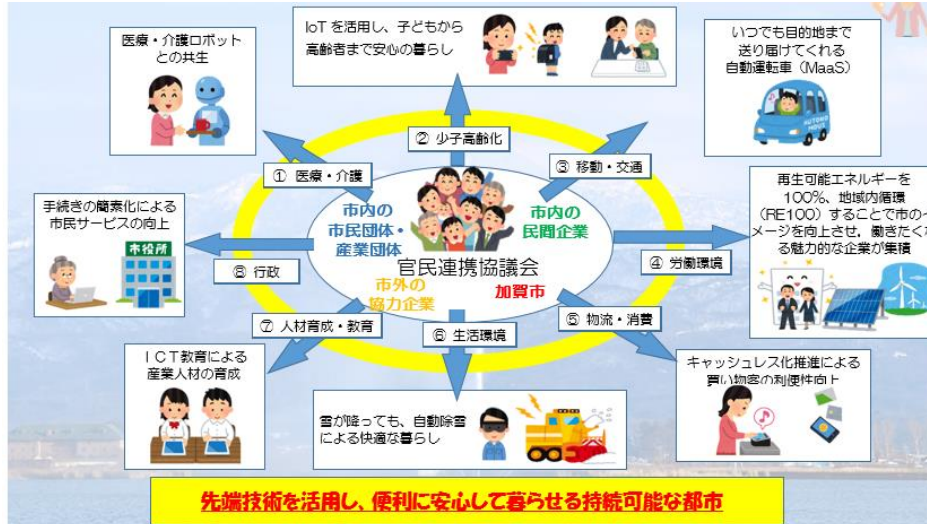 医療・介護ロボット
との共生
IoT を活用し、子どもから
高齢者まで安心の暮らし
いつでも目的地まで
送り届けてくれる
自動運転車（MaaS）
AUTONO
MOUS
② 少子高齢化
① 医療・介護
③ 移動・交通
手続きの簡素化による
市民サービスの向上
市役所
市内の
市民団体・
産業団体
市内の
民間企業
官民連携協議会
市外の
協力企業
加賀市
再生可能エネルギーを
100%、地域内循環
（RE100）することで市のイ
メージを向上させ，働きたくな
る魅力的な企業が集積
⑧ 行政
④ 労働環境
⑦ 人材育成・教育
⑥ 生活環境
⑤ 物流・消費
ＩＣＴ教育による
産業人材の育成
雪が降っても、自動除雪
による快適な暮らし
キャッシュレス化推進による
買い物客の利便性向上
先端技術を活用し、便利に安心して暮らせる持続可能な都市